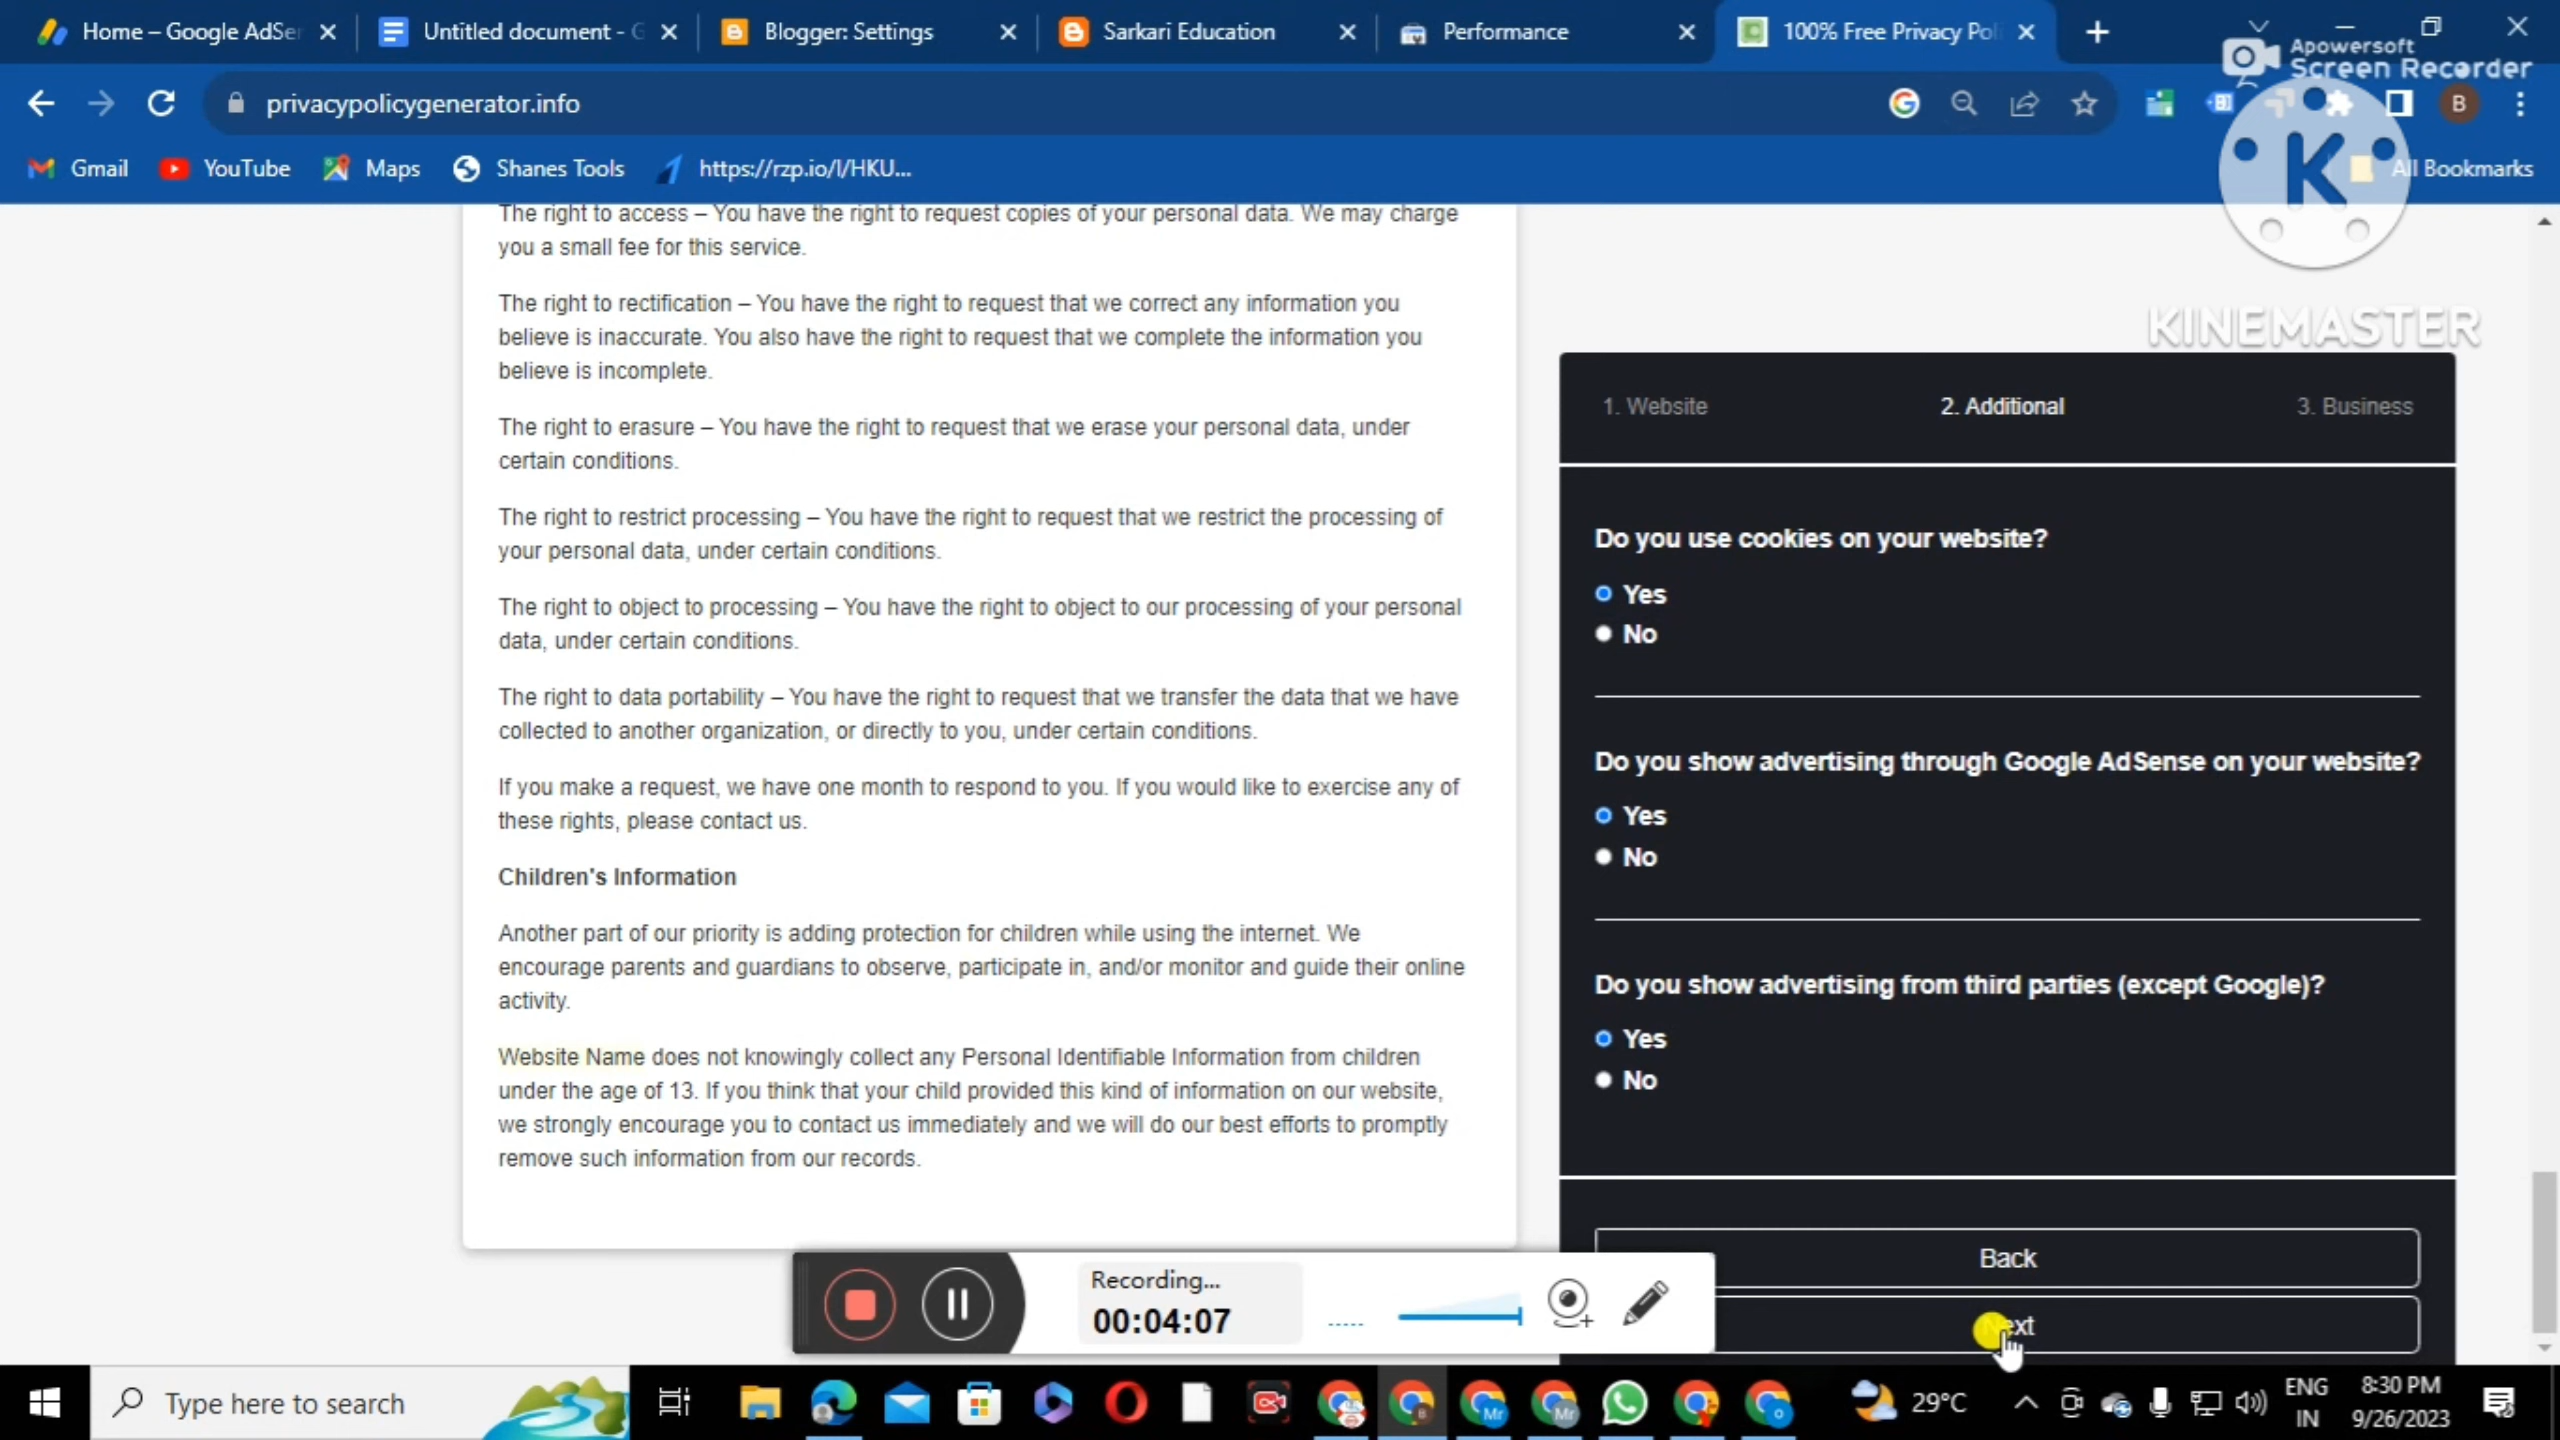 Home – Google AdSen
Untitled document - G
Blogger: Settings
Sarkari Education
Performance
100% Free Privacy Poli
Apowersoft
Screen Recorder
privacypolicygenerator.info
B
K
Gmail
YouTube
Maps
Shanes Tools
https://rzp.io/l/HKU...
All Bookmarks
KINEMASTER
The right to access – You have the right to request copies of your personal data. We may charge
you a small fee for this service.
The right to rectification – You have the right to request that we correct any information you
believe is inaccurate. You also have the right to request that we complete the information you
believe is incomplete.
The right to erasure – You have the right to request that we erase your personal data, under
certain conditions.
The right to restrict processing – You have the right to request that we restrict the processing of
your personal data, under certain conditions.
The right to object to processing – You have the right to object to our processing of your personal
data, under certain conditions.
The right to data portability – You have the right to request that we transfer the data that we have
collected to another organization, or directly to you, under certain conditions.
If you make a request, we have one month to respond to you. If you would like to exercise any of
these rights, please contact us.
Children's Information
Another part of our priority is adding protection for children while using the internet. We
encourage parents and guardians to observe, participate in, and/or monitor and guide their online
activity.
Website Name does not knowingly collect any Personal Identifiable Information from children
under the age of 13. If you think that your child provided this kind of information on our website,
we strongly encourage you to contact us immediately and we will do our best efforts to promptly
remove such information from our records.
1. Website
2. Additional
3. Business
Do you use cookies on your website?
Yes
No
Do you show advertising through Google AdSense on your website?
Yes
No
Do you show advertising from third parties (except Google)?
Yes
No
Back
Next
Recording...
00:04:07
Type here to search
29°C
ENG
IN
8:30 PM
9/26/2023